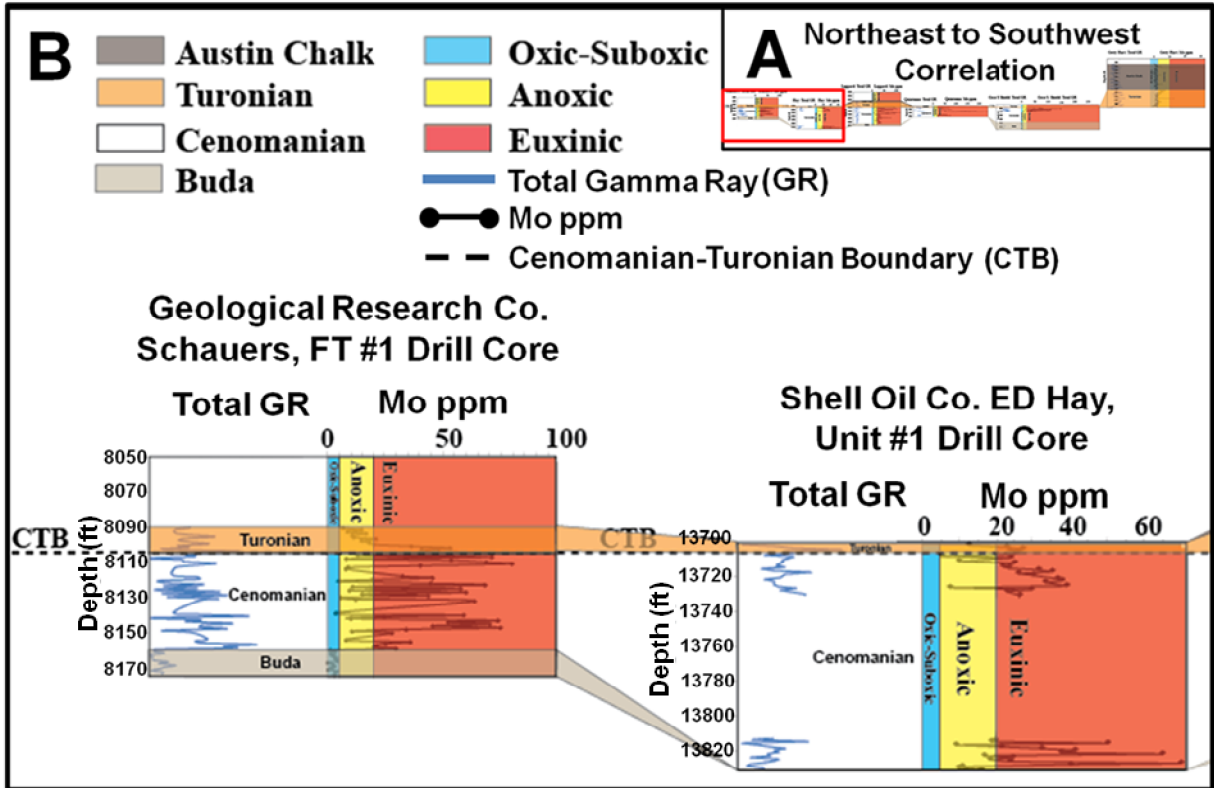 B
Austin Chalk
Turonian
Cenomanian
Buda
Oxic-Suboxic
Anoxic
Euxinic
Total Gamma Ray (GR)
Mo ppm
Cenomanian-Turonian Boundary (CTB)
A
Northeast to Southwest
Correlation
Geological Research Co.
Schauers, FT #1 Drill Core
Total GR
Mo ppm
0
50
100
8050
8070
8090
8110
8130
8150
8170
Depth (ft)
CTB
Oxic-Suboxic
Anoxic
Euxinic
Turonian
Cenomanian
Buda
CTB
Shell Oil Co. ED Hay,
Unit #1 Drill Core
Total GR
Mo ppm
0
20
40
60
13700
13720
13740
13760
13780
13800
13820
Depth (ft)
Turonian
Cenomanian
Oxic-Suboxic
Anoxic
Euxinic